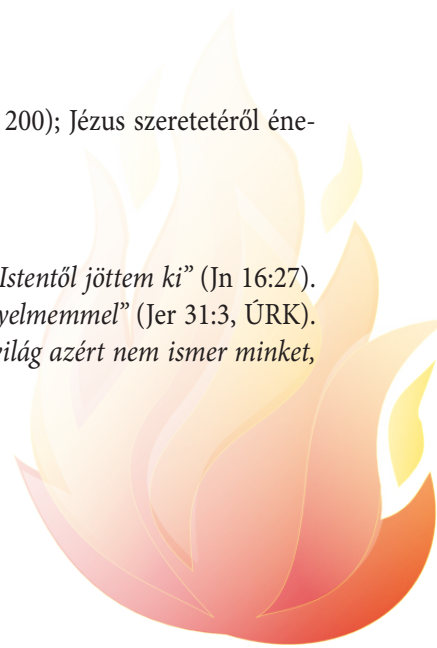 200); Jézus szeretetéről éne-
Istentől jöttem ki” (Jn 16:27).
yelmemmel” (Jer 31:3, ÚRK).
világ azért nem ismer minket,